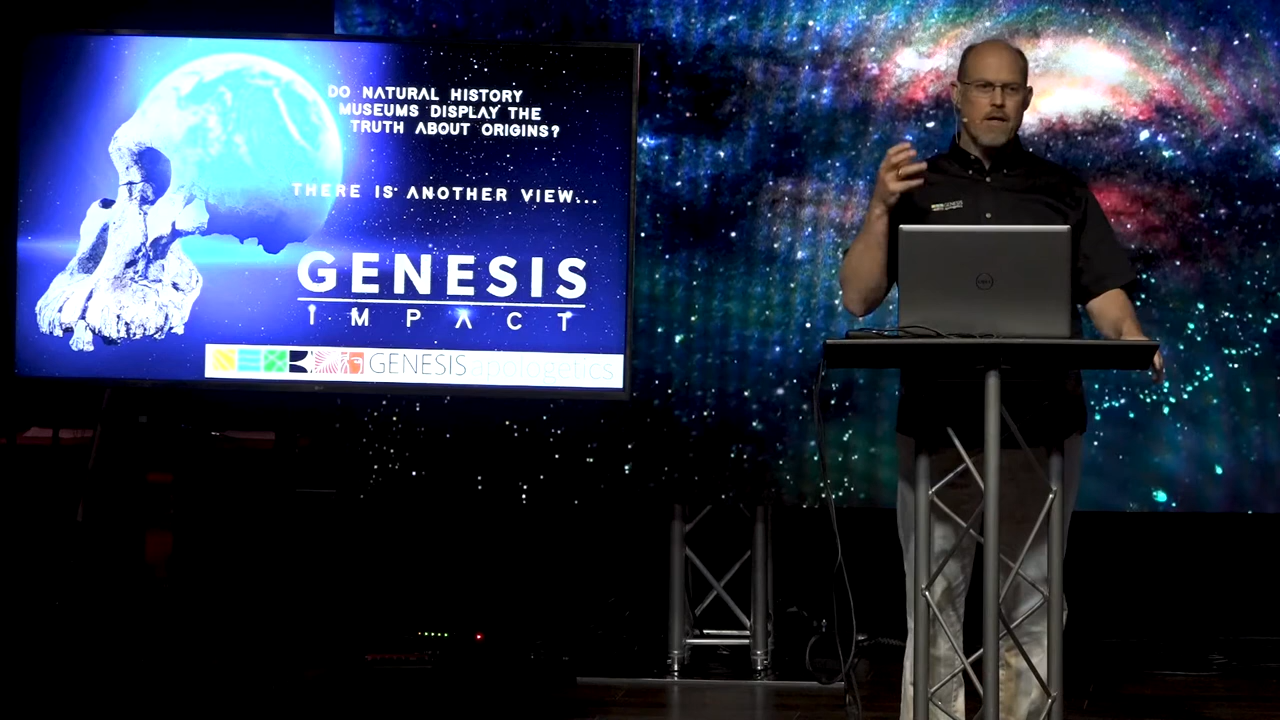 DO NATURAL HISTORY
MUSEUMS DISPLAY THE
TRUTH ABOUT ORIGINS?
THERE IS ANOTHER VIEW...
GENESIS
IMPACT
GENESIS apologetics